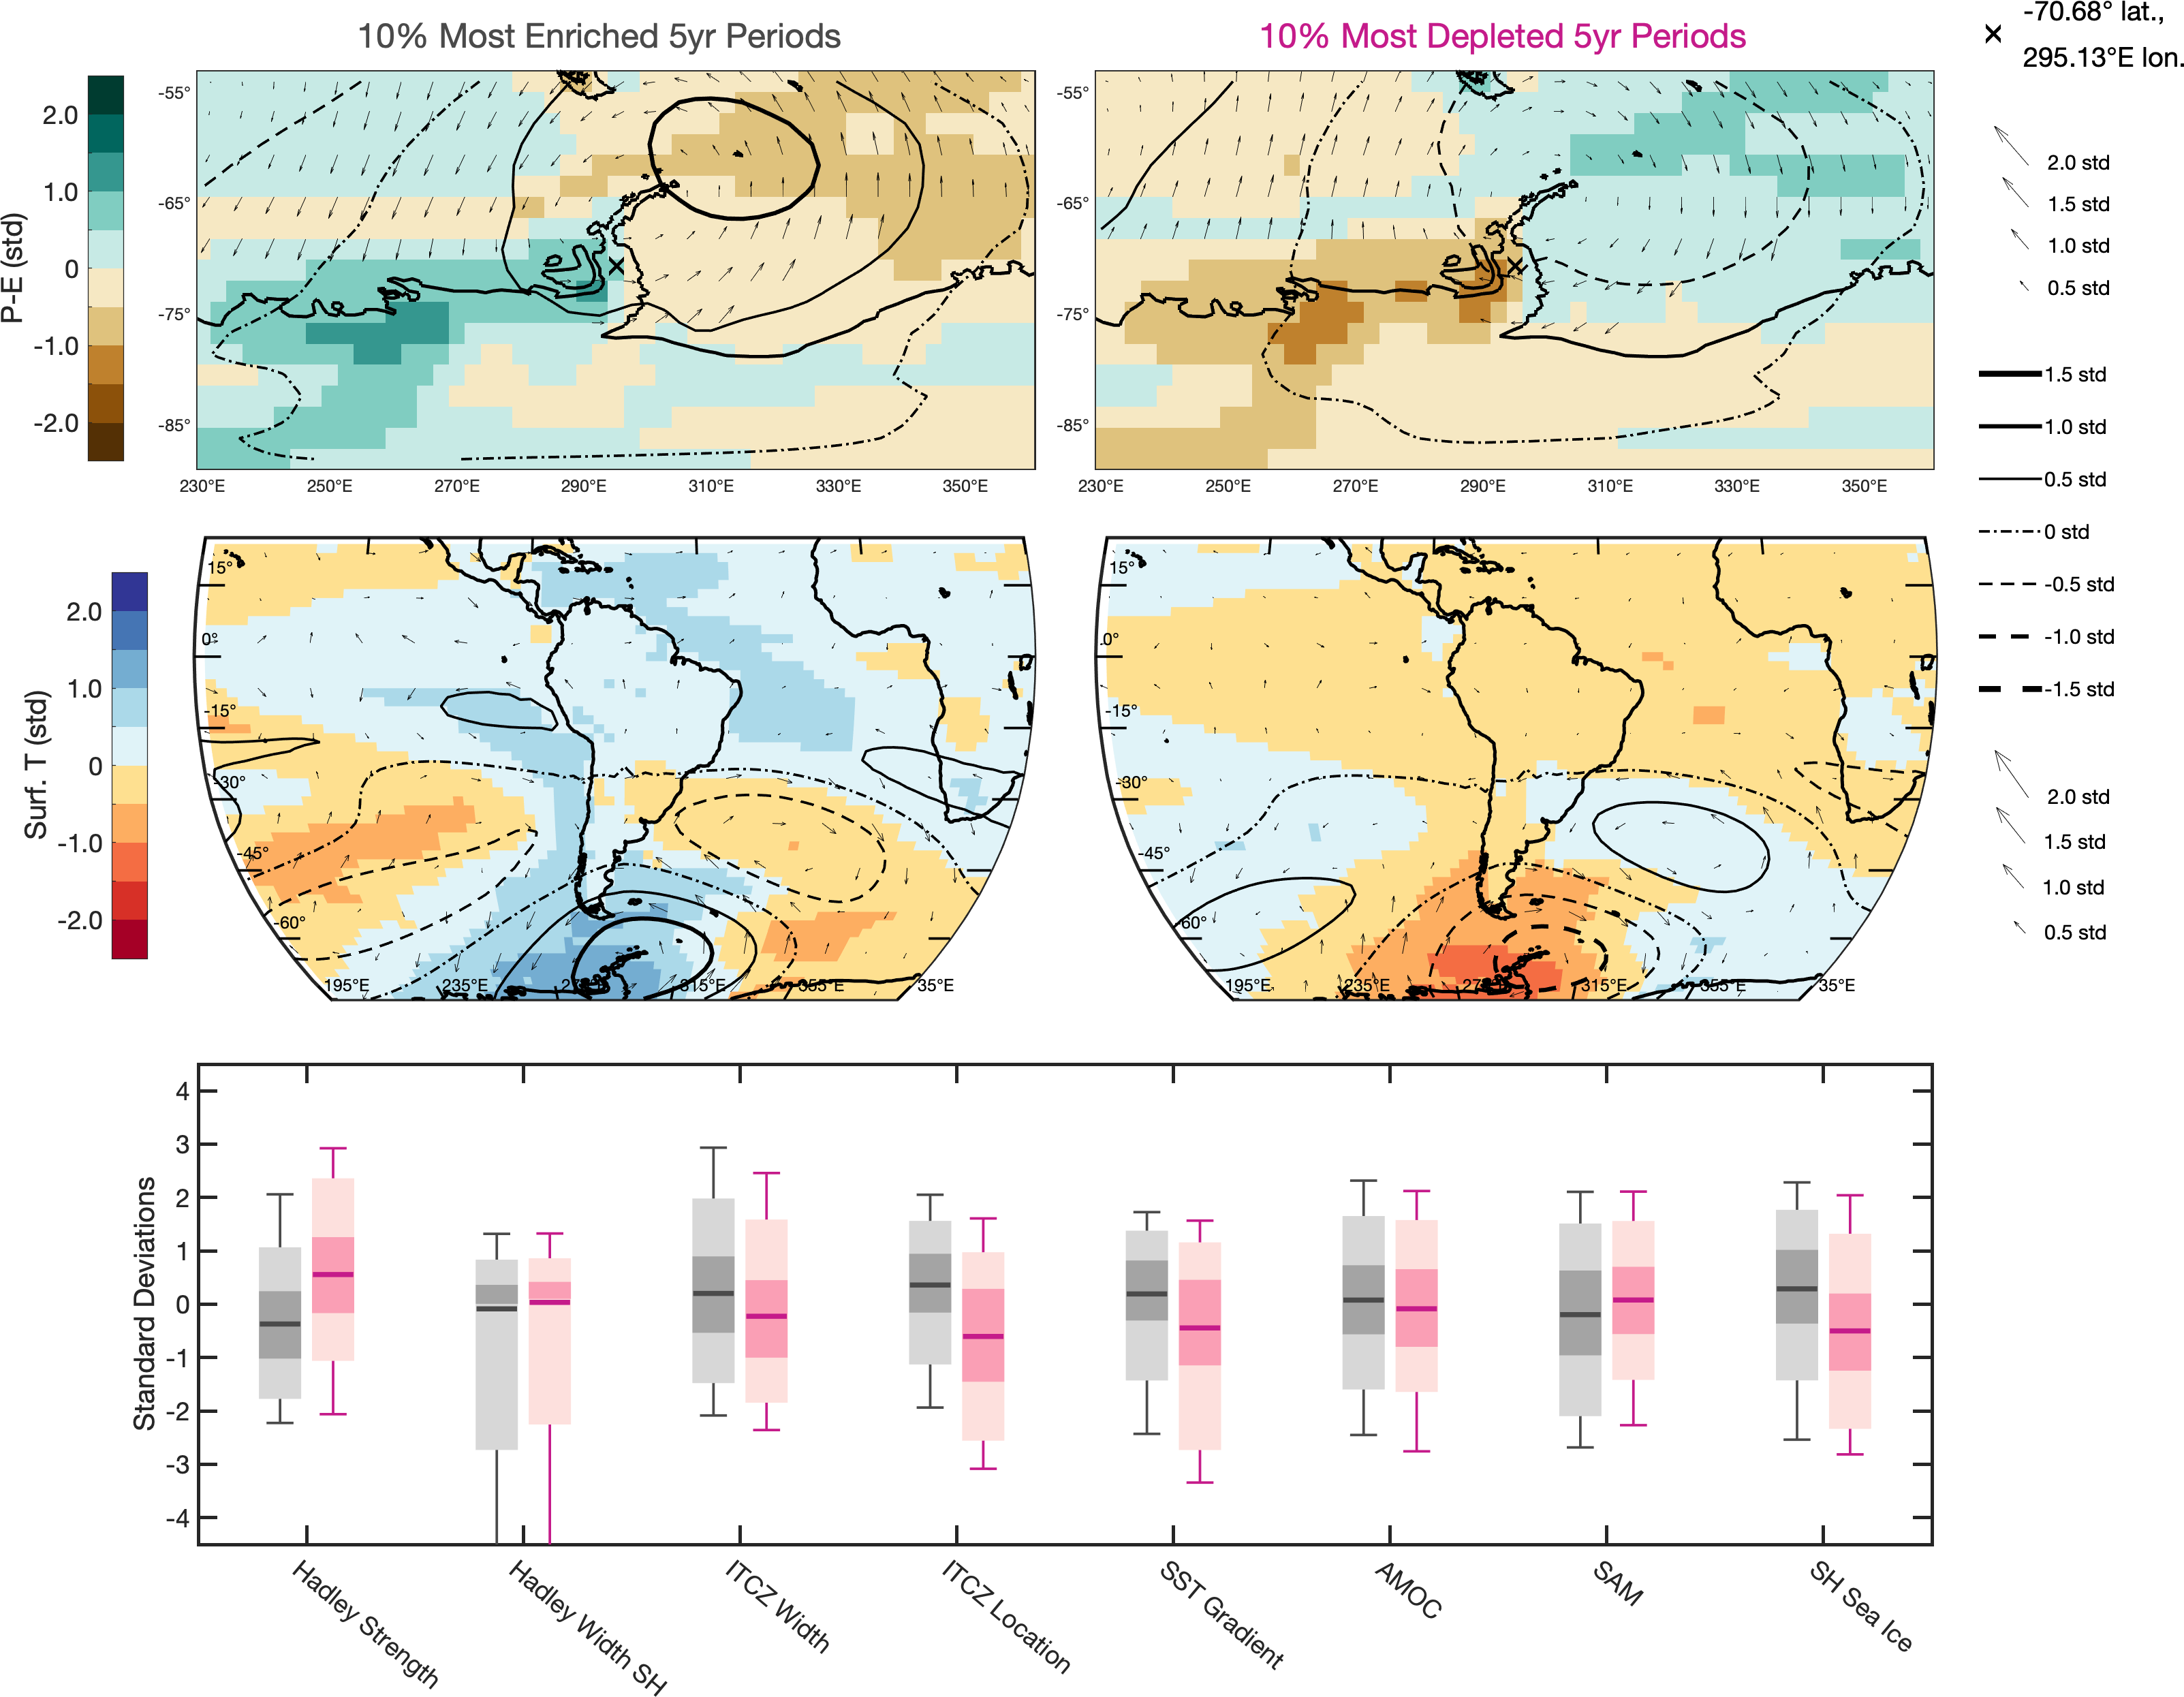 10% Most Enriched 5yr Periods
10% Most Depleted 5yr Periods
-70.68° lat.,
295.13°E lon.
P-E (std)
2.0
1.0
0
-1.0
-2.0
-55°
-65°
-75°
-85°
230°E 250°E 270°E 290°E 310°E 330°E 350°E
-55°
-65°
-75°
-85°
230°E 250°E 270°E 290°E 310°E 330°E 350°E
2.0 std
1.5 std
1.0 std
0.5 std
1.5 std
1.0 std
0.5 std
0 std
-0.5 std
-1.0 std
-1.5 std
2.0 std
1.5 std
1.0 std
0.5 std
Surf. T (std)
2.0
1.0
0
-1.0
-2.0
15°
0°
-15°
-30°
-45°
-60°
195°E 235°E 315°E 355°E 35°E
15°
0°
-15°
-30°
-45°
-60°
195°E 235°E 315°E 355°E 35°E
Standard Deviations
4
3
2
1
0
-1
-2
-3
-4
Hadley Strength
Hadley Width SH
ITCZ Width
ITCZ Location
SST Gradient
AMOC
SAM
SH Sea Ice